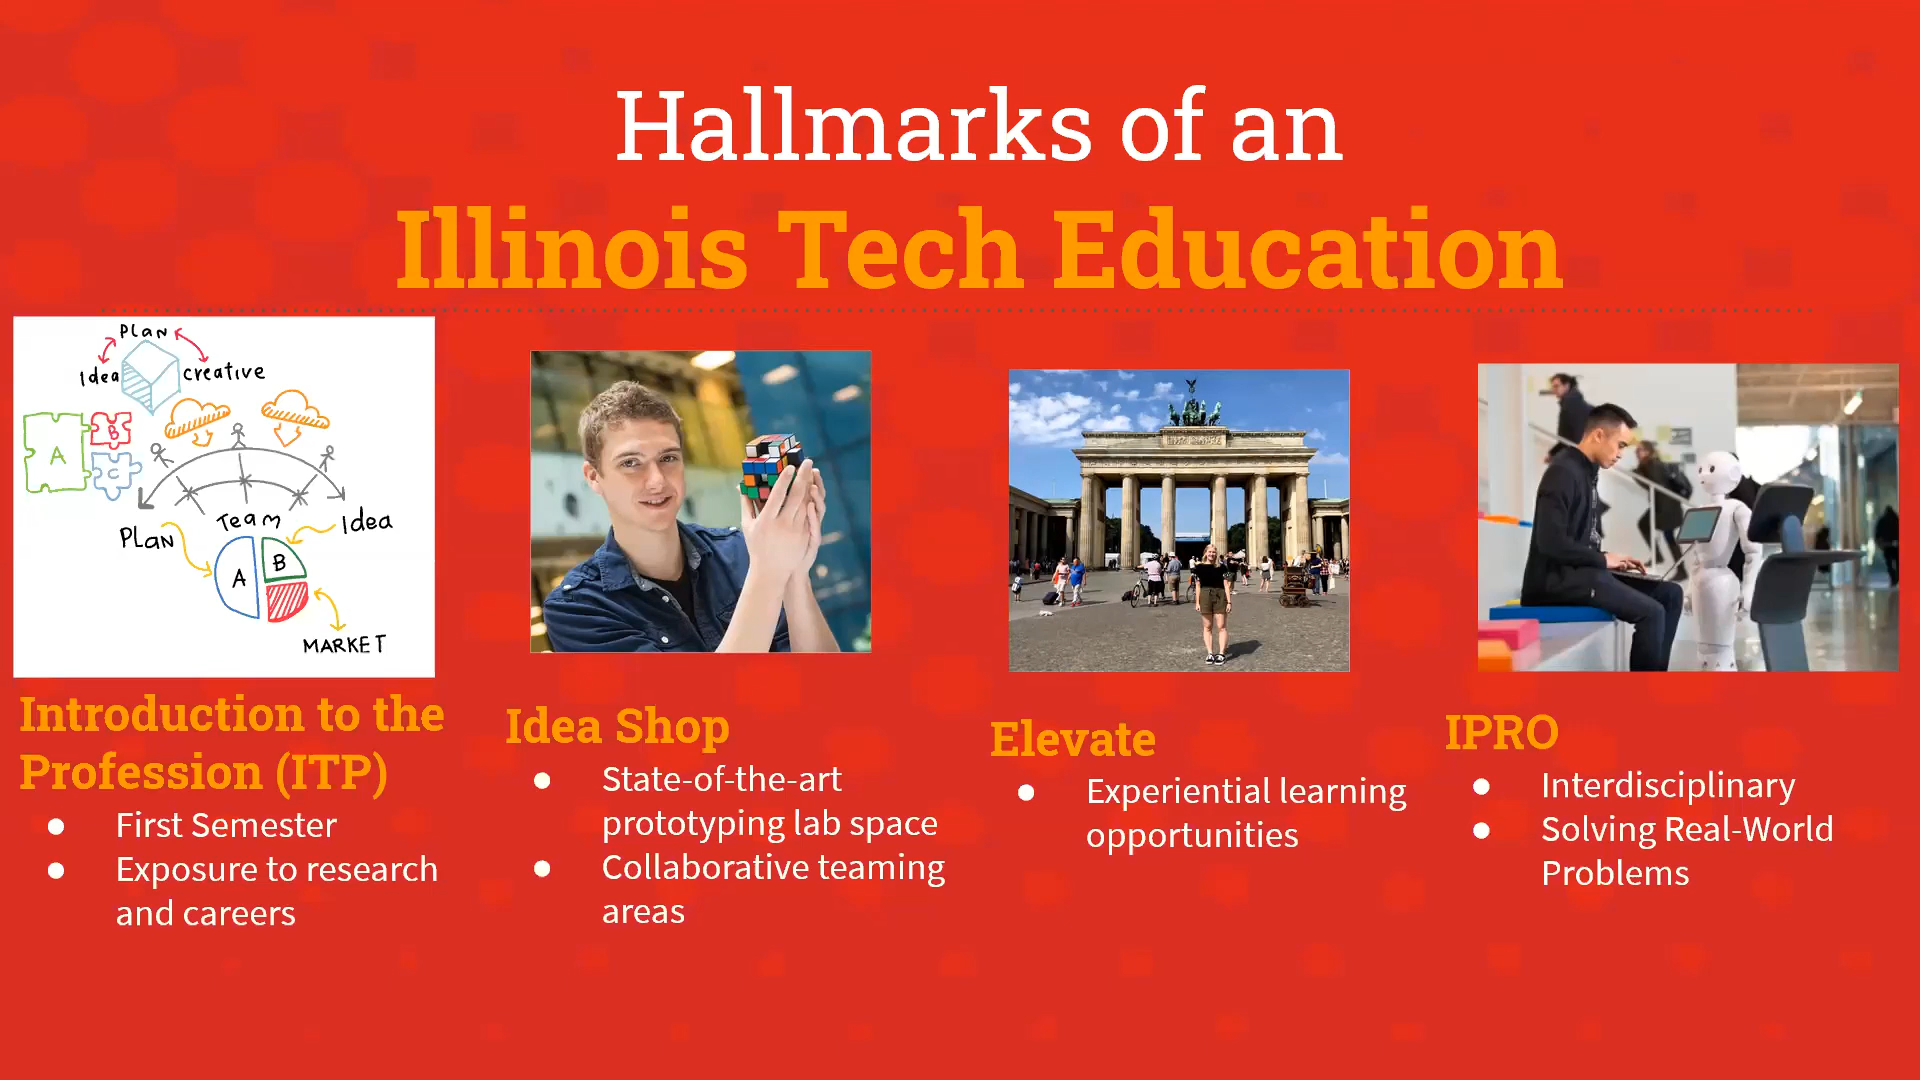 Hallmarks of an
Illinois Tech Education
Plan
Idea
creative
A
B
C
Team
Plan
Idea
A
B
MARKET
Introduction to the
Profession (ITP)
● First Semester
● Exposure to research
and careers
Idea Shop
● State-of-the-art
prototyping lab space
● Collaborative teaming
areas
Elevate
● Experiential learning
opportunities
IPRO
● Interdisciplinary
● Solving Real-World
Problems